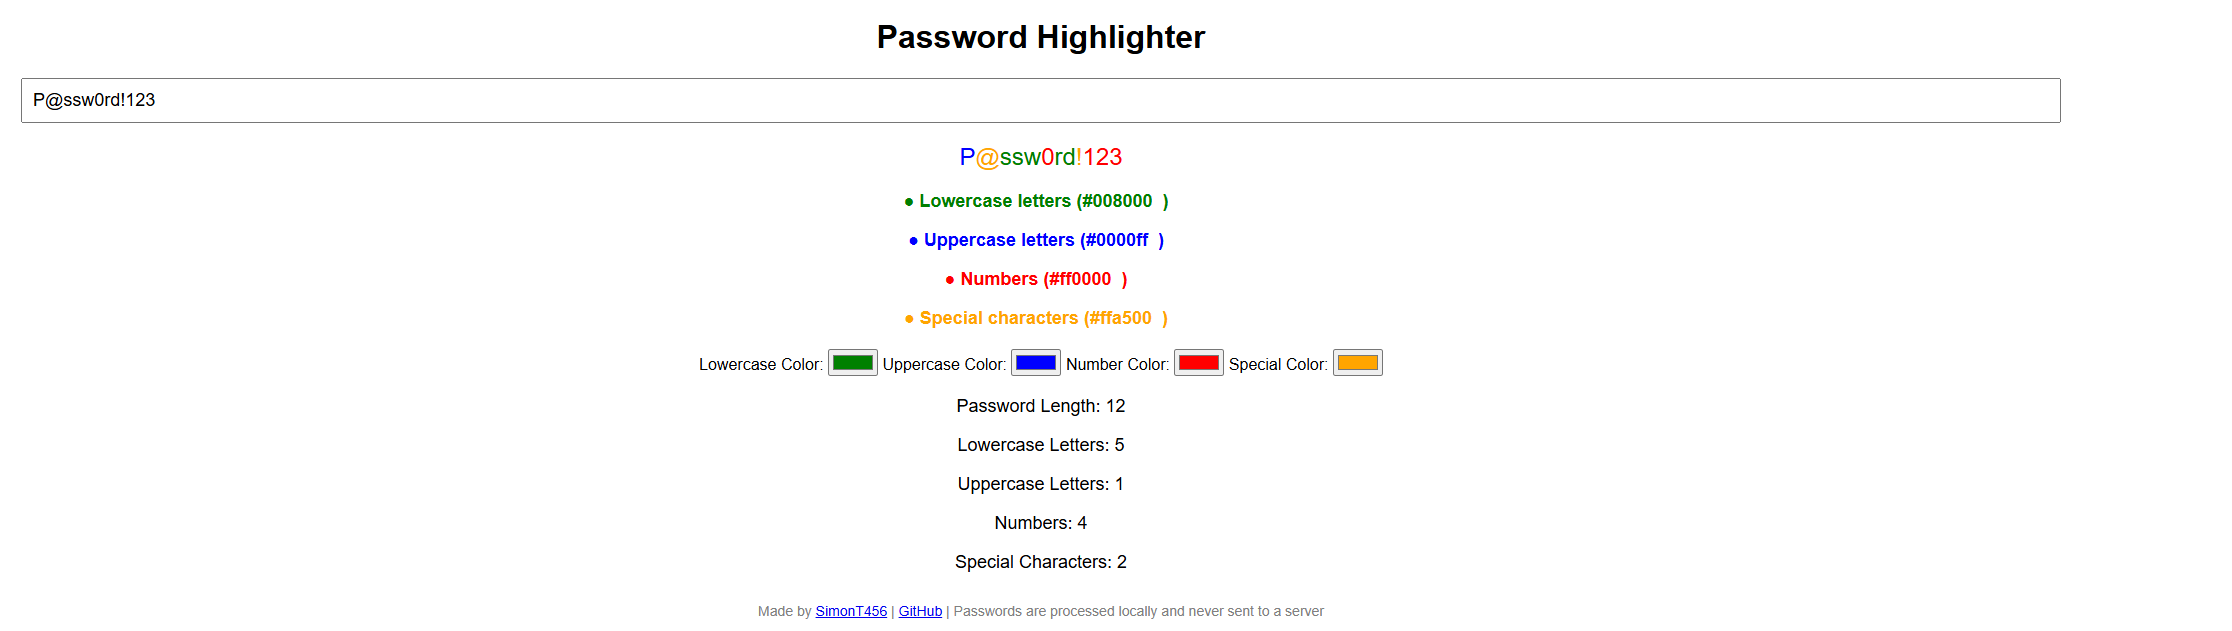 Password Highlighter
P@ssw0rd!123
P@ssw0rd!123
● Lowercase letters (#008000 )
● Uppercase letters (#0000ff )
● Numbers (#ff0000 )
● Special characters (#ffa500 )
Lowercase Color: Uppercase Color: Number Color: Special Color:
Password Length: 12
Lowercase Letters: 5
Uppercase Letters: 1
Numbers: 4
Special Characters: 2
Made by SimonT456 | GitHub | Passwords are processed locally and never sent to a server